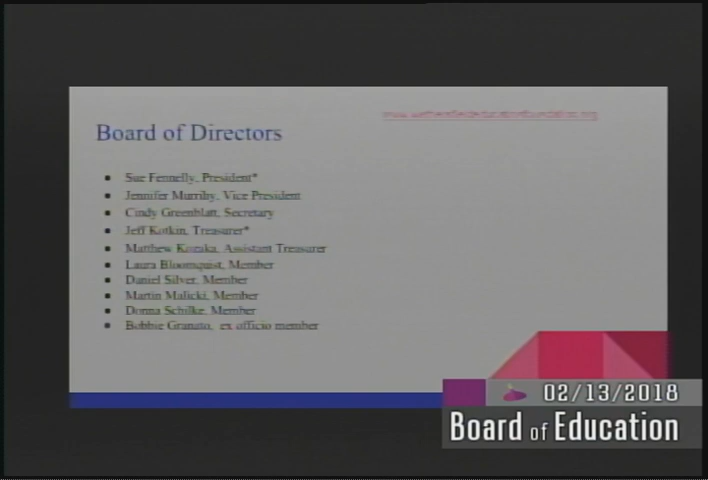 Board of Directors
Sue Fennelly, President*
Jennifer Murrihy, Vice President
Cindy Greenblatt, Secretary
Jeff Kotkin, Treasurer*
Matthew Kozaka, Assistant Treasurer
Laura Bloomquist, Member
Daniel Silver, Member
Martin Malicki, Member
Donna Schilke, Member
Bobbie Granato, ex officio member
02/13/2018
Board of Education